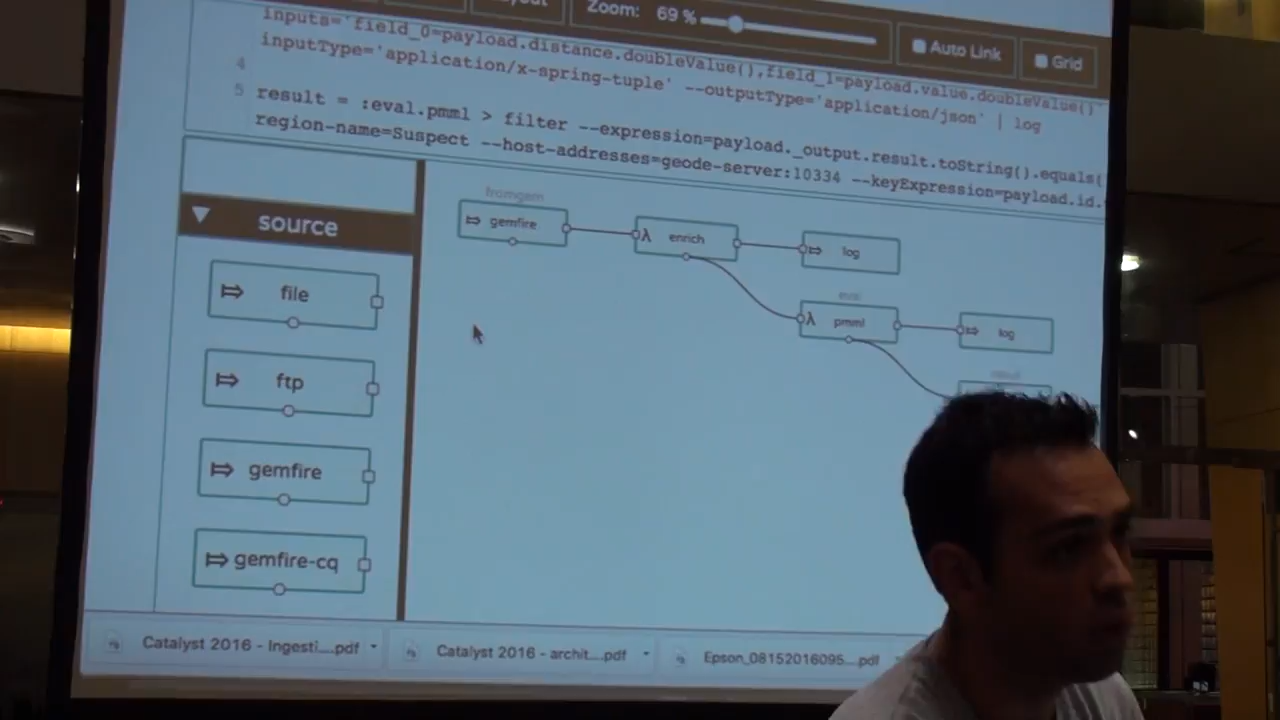 Zoom: 69 %
Auto Link
Grid
inputs='field_0=payload.distance.doubleValue(),field_1=payload.value.doubleValue()'
4
inputType='application/x-spring-tuple' --outputType='application/json' | log
5
result = :eval.pmml > filter --expression=payload._output.result.toString().equals(
region-name=Suspect --host-addresses=geode-server:10334 --keyExpression=payload.id.
source
file
ftp
gemfire
gemfire-cq
fromgem
gemfire
enrich
log
eval
pmml
log
result
Catalyst 2016 - Ingesti....pdf
Catalyst 2016 - archit....pdf
Epson_08152016095....pdf